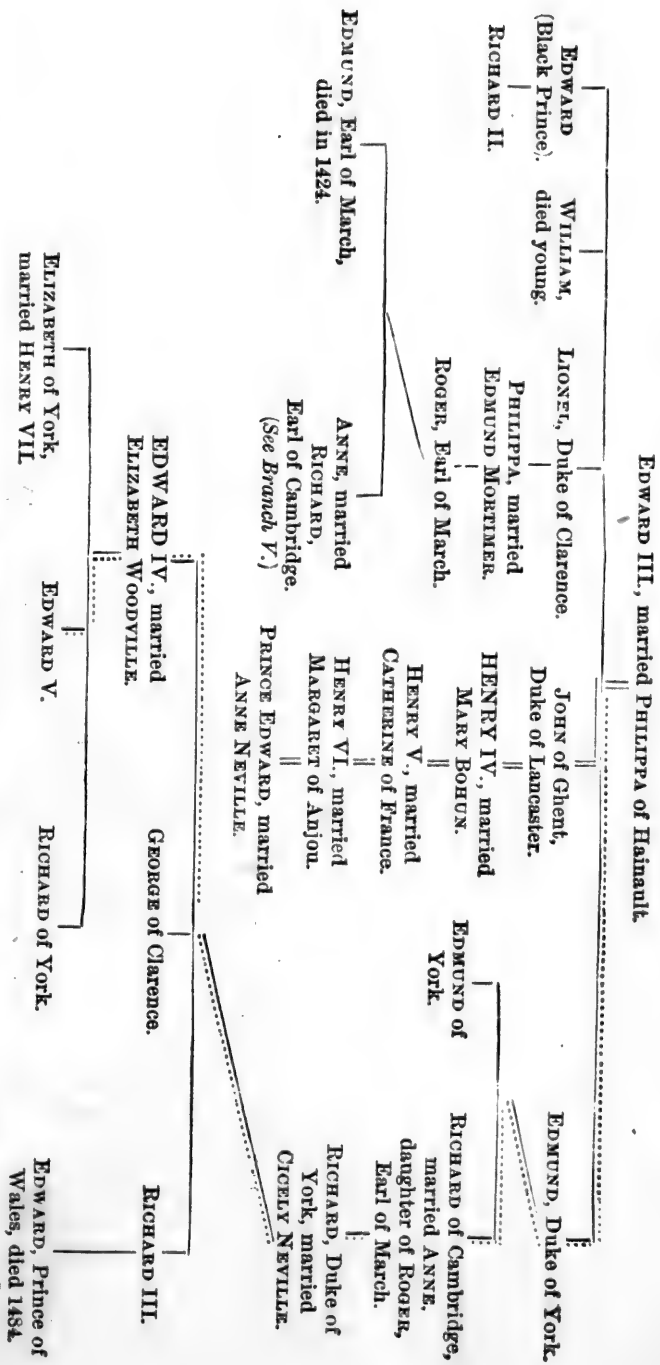 EDWARD III., married PHILIPPA of Hainault.
EDWARD
(Black Prince).
WILLIAM,
died young.
LIONEL, Duke of Clarence.
JOHN of Ghent,
Duke of Lancaster.
EDMUND, Duke of York.
RICHARD II.
PHILIPPA, married
EDMUND MORTIMER.
HENRY IV., married
MARY BOHUN.
EDMUND of
York.
RICHARD of Cambridge,
married ANNE,
daughter of ROGER,
Earl of March.
ROGER, Earl of March.
HENRY V., married
CATHERINE of France.
EDMUND, Earl of March,
died in 1424.
ANNE, married
RICHARD,
Earl of Cambridge.
(See Branch V.)
HENRY VI., married
MARGARET of Anjou.
RICHARD, Duke of
York, married
CICELY NEVILLE.
PRINCE EDWARD, married
ANNE NEVILLE.
EDWARD IV., married
ELIZABETH WOODVILLE.
GEORGE of Clarence.
RICHARD III.
ELIZABETH of York,
married HENRY VII.
EDWARD V.
RICHARD of York.
EDWARD, Prince of
Wales, died 1484.